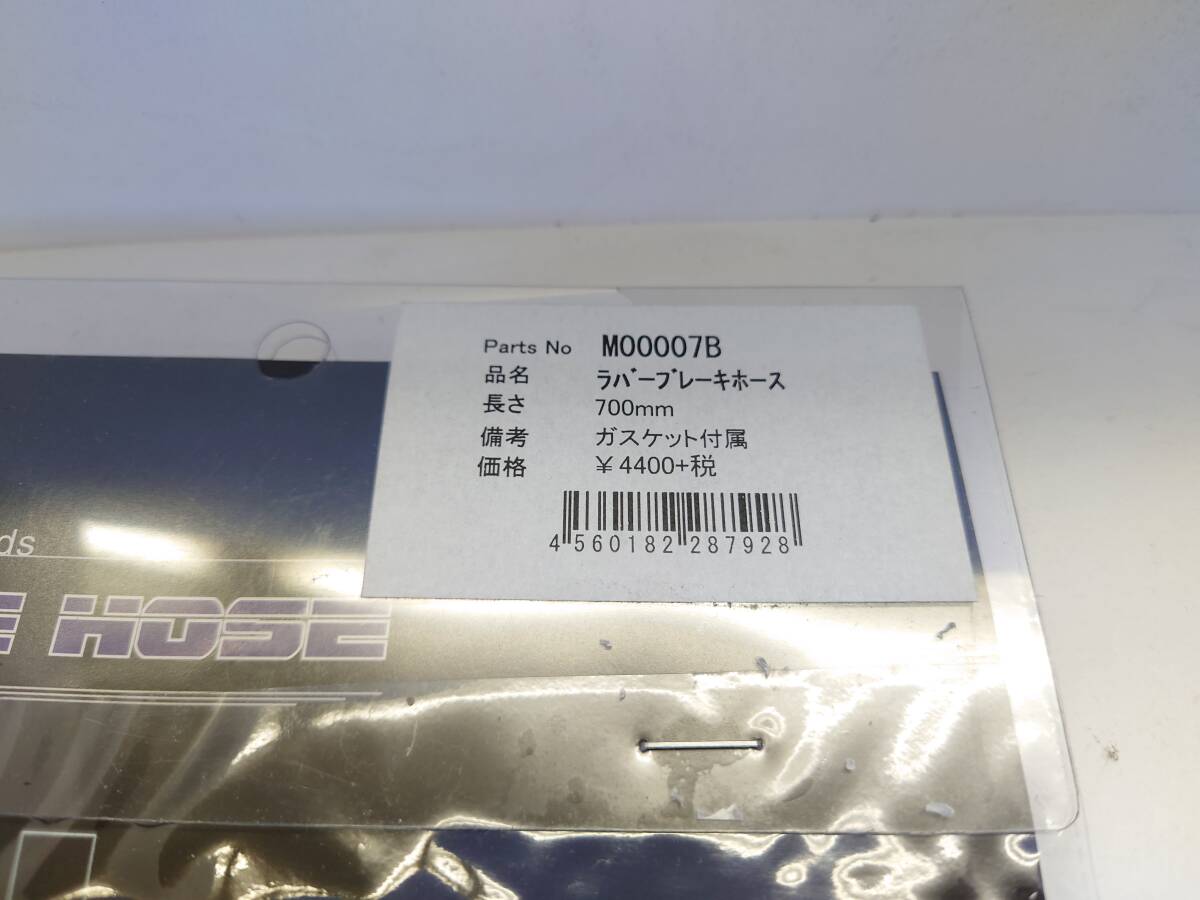 Parts No M00007B
品名 ラバーブレーキホース
長さ 700mm
備考 ガスケット付属
価格 ¥4400+税
4 560182 287928
ds
E HOSE